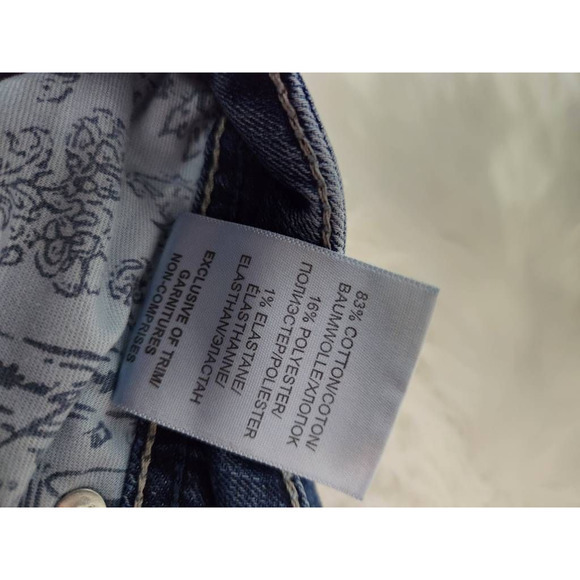 83% COTTON/COTON/
BAUMWOLLE/ХЛОПОК
16% POLYESTER/
ПОЛИЭСТЕР/POLIESTER
1% ELASTANE/
ÉLASTHANNE/
ELASTHAN/ЭЛАСТАН
EXCLUSIVE OF TRIM/
GARNITURES
NON-COMPRISES